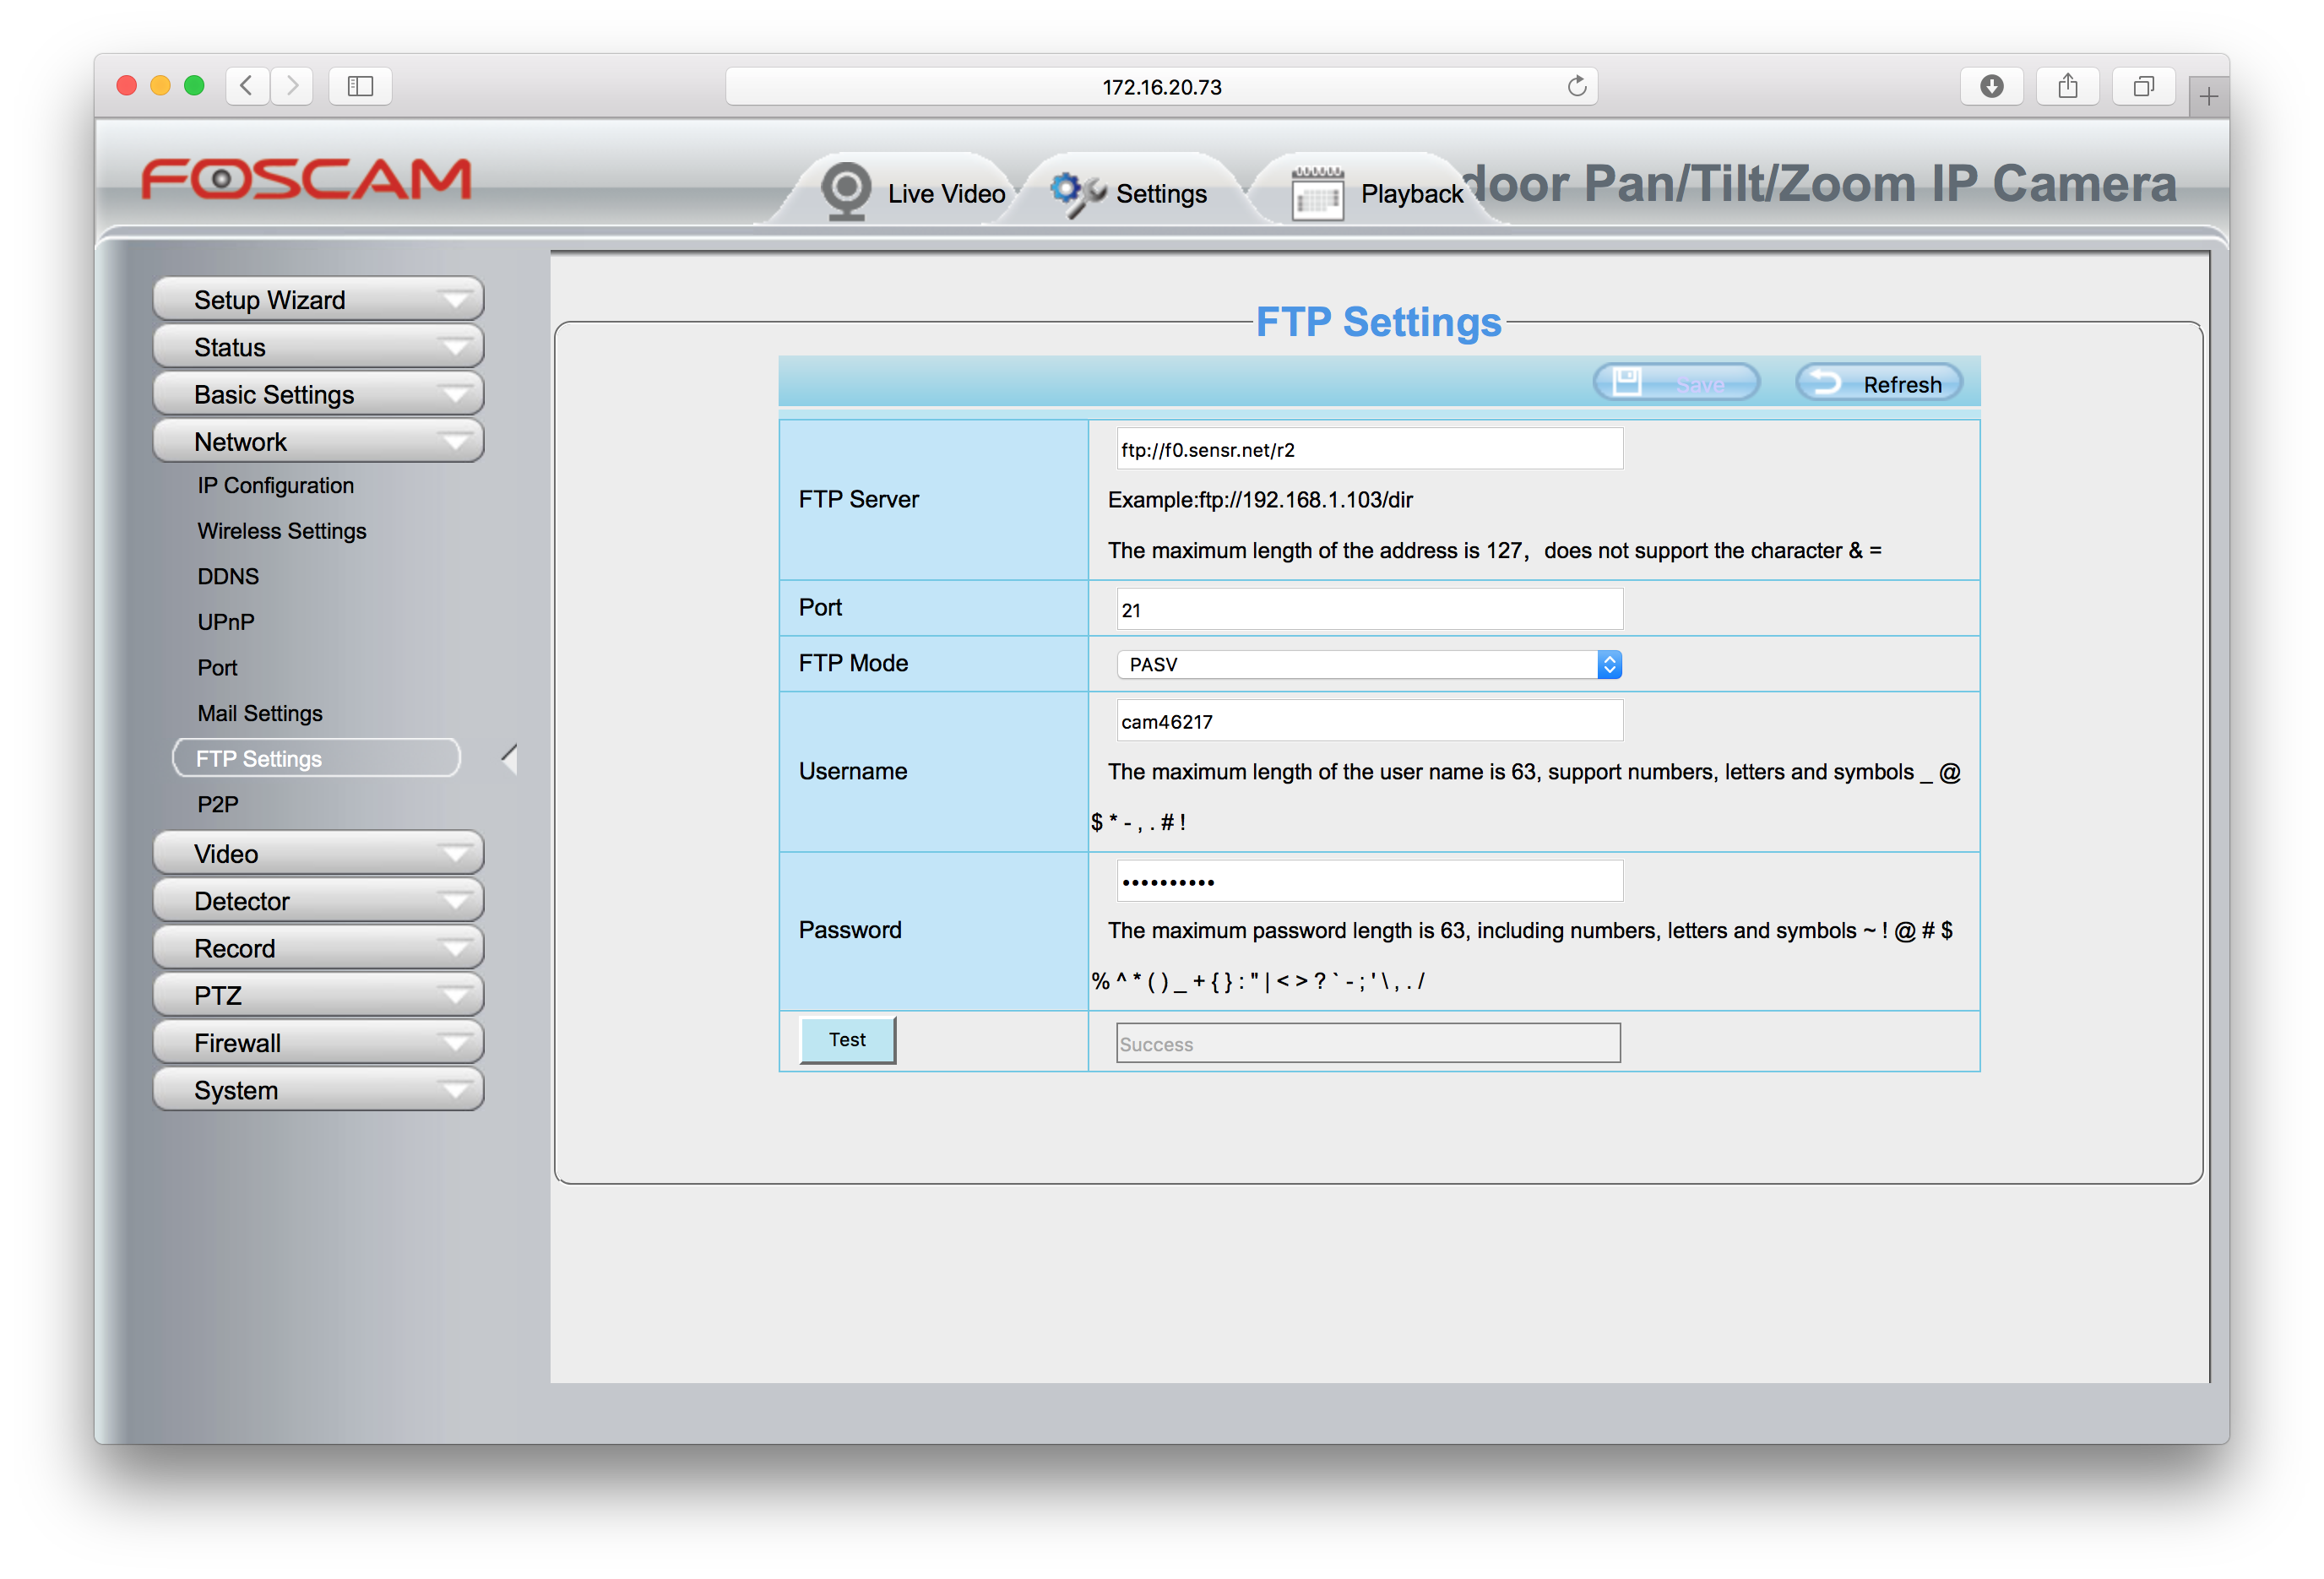 172.16.20.73
FOSCAM
Live Video
Settings
Playback
door Pan/Tilt/Zoom IP Camera
Setup Wizard
Status
Basic Settings
Network
IP Configuration
Wireless Settings
DDNS
UPnP
Port
Mail Settings
FTP Settings
P2P
Video
Detector
Record
PTZ
Firewall
System
FTP Settings
Save
Refresh
FTP Server
ftp://f0.sensr.net/r2
Example:ftp://192.168.1.103/dir
The maximum length of the address is 127, does not support the character & =
Port
21
FTP Mode
PASV
Username
cam46217
The maximum length of the user name is 63, support numbers, letters and symbols _ @
$ * - , . # !
Password
••••••••••
The maximum password length is 63, including numbers, letters and symbols ~ ! @ # $
% ^ * ( ) _ + { } : " | < > ? ` - ; ' \ , . /
Test
Success